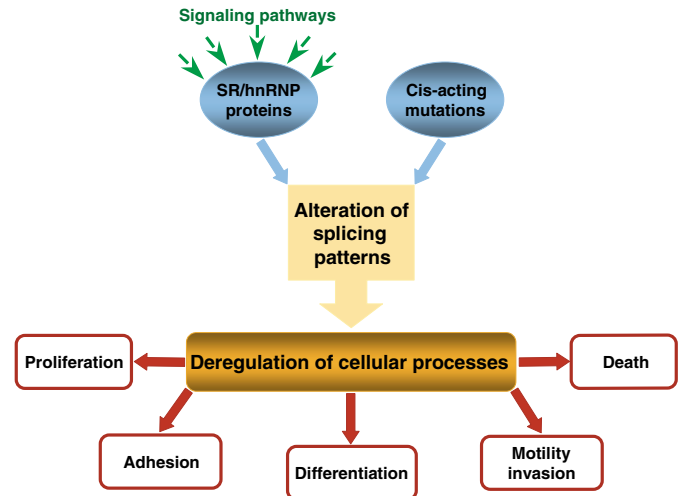 Signaling pathways
SR/hnRNP
proteins
Cis-acting
mutations
Alteration of
splicing
patterns
Deregulation of cellular processes
Proliferation
Death
Adhesion
Differentiation
Motility
invasion